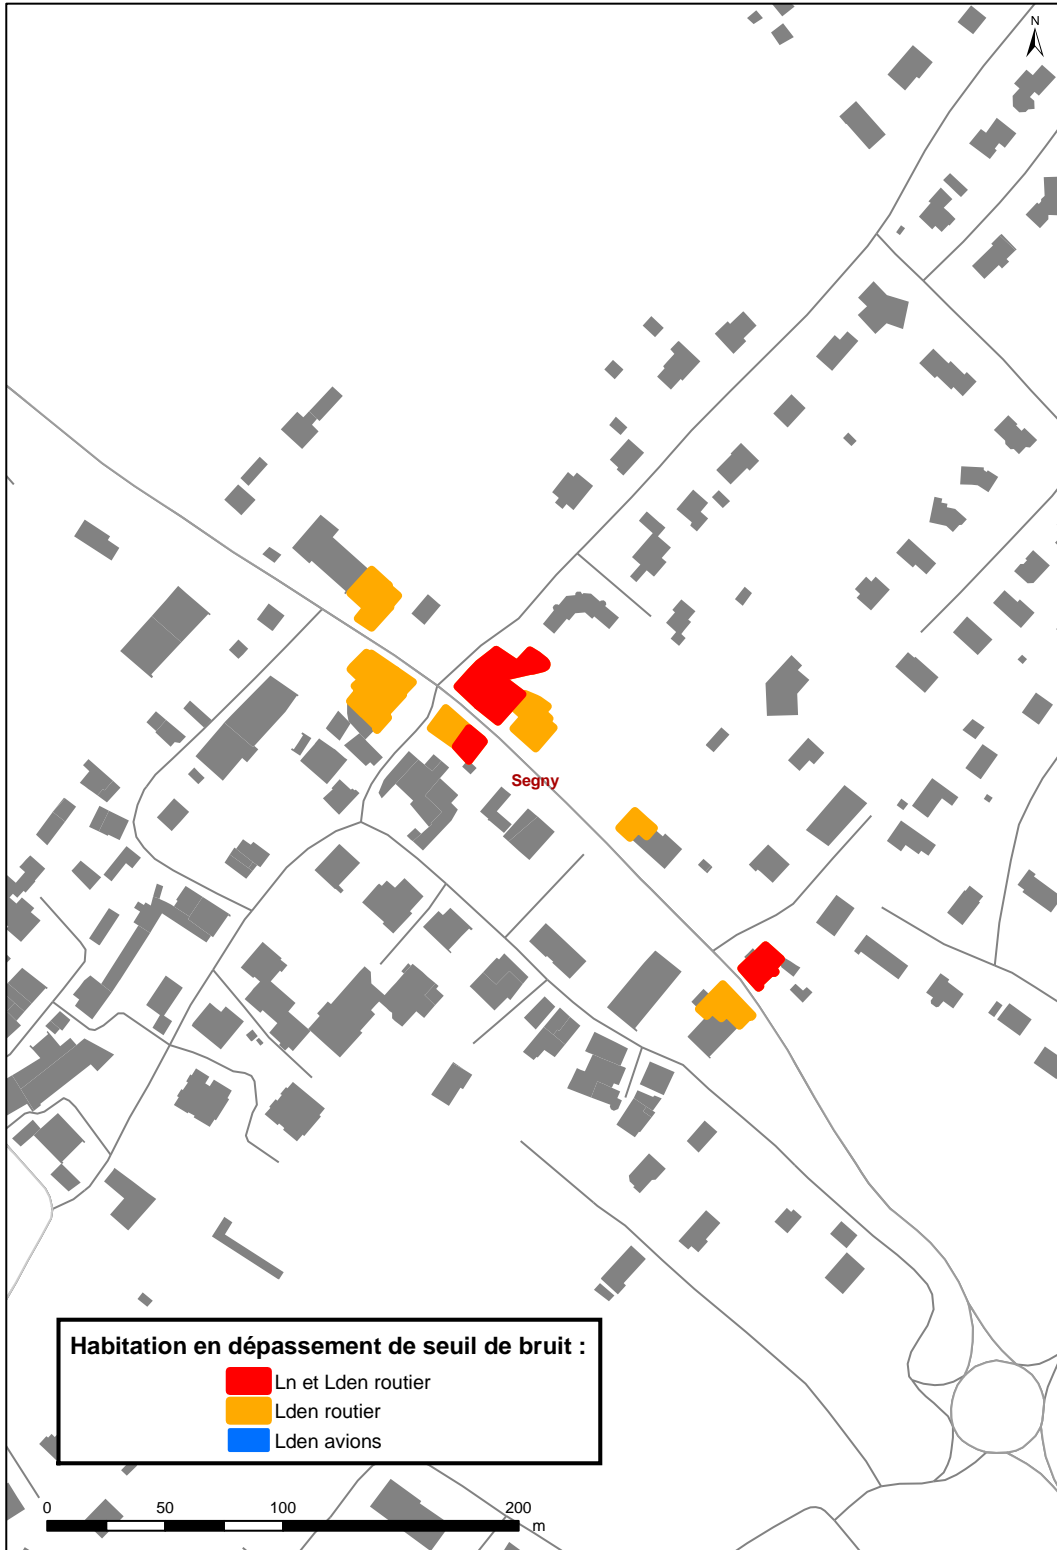 N
Segny
Habitation en dépassement de seuil de bruit :
Ln et Lden routier
Lden routier
Lden avions
0 50 100 200
m